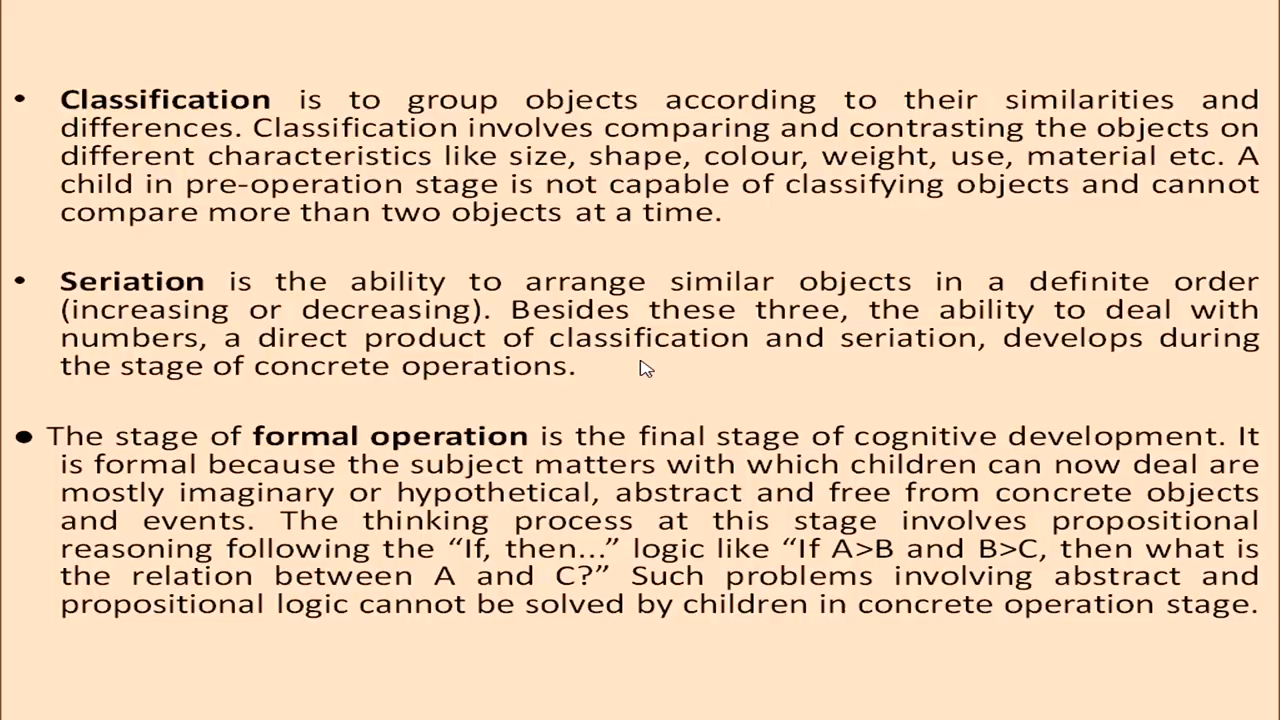 • Classification is to group objects according to their similarities and
differences. Classification involves comparing and contrasting the objects on
different characteristics like size, shape, colour, weight, use, material etc. A
child in pre-operation stage is not capable of classifying objects and cannot
compare more than two objects at a time.
• Seriation is the ability to arrange similar objects in a definite order
(increasing or decreasing). Besides these three, the ability to deal with
numbers, a direct product of classification and seriation, develops during
the stage of concrete operations.
● The stage of formal operation is the final stage of cognitive development. It
is formal because the subject matters with which children can now deal are
mostly imaginary or hypothetical, abstract and free from concrete objects
and events. The thinking process at this stage involves propositional
reasoning following the “If, then...” logic like “If A>B and B>C, then what is
the relation between A and C?” Such problems involving abstract and
propositional logic cannot be solved by children in concrete operation stage.